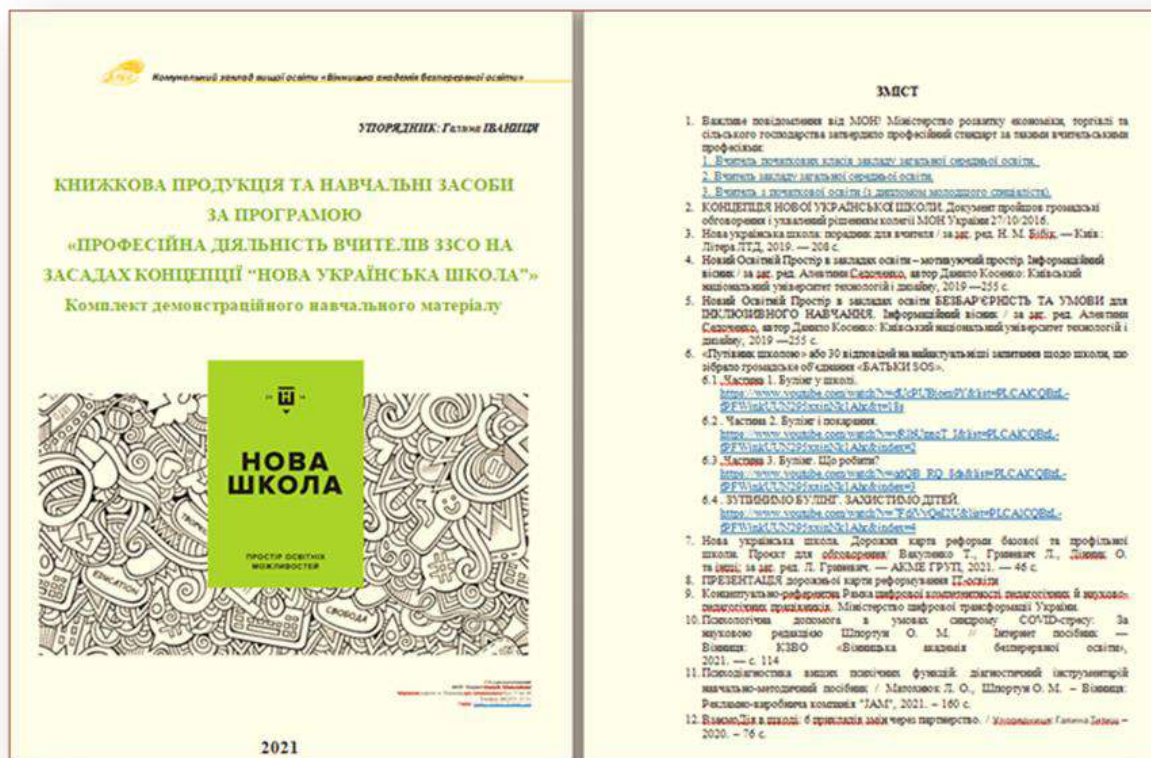 Комунальний заклад вищої освіти «Вінницька академія безперервної освіти»
УПОРЯДНИК: Галина ІВАНИЦЯ
КНИЖКОВА ПРОДУКЦІЯ ТА НАВЧАЛЬНІ ЗАСОБИ
ЗА ПРОГРАМОЮ
«ПРОФЕСІЙНА ДІЯЛЬНІСТЬ ВЧИТЕЛІВ ЗЗСО НА
ЗАСАДАХ КОНЦЕПЦІЇ “НОВА УКРАЇНСЬКА ШКОЛА”»
Комплект демонстраційного навчального матеріалу
НОВА
ШКОЛА
ПРОСТІР ОСВІТНІХ
МОЖЛИВОСТЕЙ
EDUCATION
СВОБОДА
2021
ЗМІСТ
1. Важливе повідомлення від МОН! Міністерство розвитку економіки, торгівлі та
сільського господарства затвердило професійний стандарт за такими вчительськими
професіями:
1. Вчитель початкових класів закладу загальної середньої освіти.
2. Вчитель закладу загальної середньої освіти.
3. Вчитель з початкової освіти (з дипломом молодшого спеціаліста).
2. КОНЦЕПЦІЯ НОВОЇ УКРАЇНСЬКОЇ ШКОЛИ. Документ пройшов громадські
обговорення і ухвалений рішенням колегії МОН України 27/10/2016.
3. Нова українська школа: порадник для вчителя / за заг. ред. Н. М. Бібік. — Київ:
Літера ЛТД, 2019. — 208 с.
4. Новий Освітній Простір в закладах освіти – мотивуючий простір. Інформаційний
вісник / за заг. ред. Алевтини Седоченко, автор Данило Косенко: Київський
національний університет технологій і дизайну, 2019 —255 с.
5. Новий Освітній Простір в закладах освіти БЕЗБАР'ЄРНІСТЬ ТА УМОВИ для
ІНКЛЮЗИВНОГО НАВЧАННЯ. Інформаційний вісник / за заг. ред. Алевтини
Седоченко, автор Данило Косенко: Київський національний університет технологій і
дизайну, 2019 —255 с.
6. «Путівник школою» або 30 відповідей на найактуальніші запитання щодо школи, що
зібрало громадське об'єднання «БАТЬКИ SOS».
6.1 .Частина 1. Булінг у школі.
6.2 . Частина 2. Булінг і покарання.
6.3 .Частина 3. Булінг. Що робити?
6.4 . ЗУПИНИМО БУЛІНГ. ЗАХИСТИМО ДІТЕЙ.
7. Нова українська школа. Дорожня карта реформи базової та профільної
школи. Проєкт для обговорення/ Вакуленко Т., Гриневич Л., Линник О.
та інші; за заг. ред. Л. Гриневич. — АКМЕ ГРУП, 2021. — 46 с.
8. ПРЕЗЕНТАЦІЯ дорожньої карти реформування ІТ-освіти
9. Концептуально-референтна Рамка цифрової компетентності педагогічних й науково-
педагогічних працівників. Міністерство цифрової трансформації України.
10. Психологічна допомога в умовах синдрому COVID-стресу: За
науковою редакцією Шпортун О. М. // Інтернет посібник —
Вінниця: КЗВО «Вінницька академія безперервної освіти»,
2021. — с. 114
11. Психодіагностика вищих психічних функцій: діагностичний інструментарій
навчально-методичний посібник / Матохнюк Л. О., Шпортун О. М. – Вінниця:
Рекламно-виробнича компанія "JAM", 2021. – 160 с.
12. ВзаємоДія в школі: 6 прикладів змін через партнерство. / Упорядниця: Галина Титиш –
2020. – 76 с.